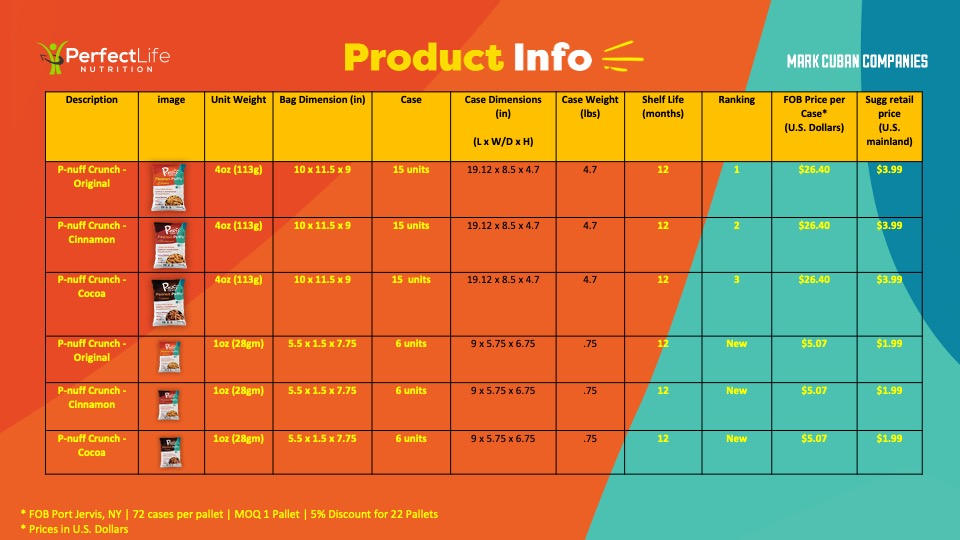 PerfectLife
NUTRITION
Product Info
MARK CUBAN COMPANIES
Description image Unit Weight Bag Dimension (in) Case Case Dimensions (in) (L x W/D x H) Case Weight (lbs) Shelf Life (months) Ranking FOB Price per Case* (U.S. Dollars) Sugg retail price (U.S. mainland)
P-nuff Crunch - Original 4oz (113g) 10 x 11.5 x 9 15 units 19.12 x 8.5 x 4.7 4.7 12 1 $26.40 $3.99
P-nuff Crunch - Cinnamon 4oz (113g) 10 x 11.5 x 9 15 units 19.12 x 8.5 x 4.7 4.7 12 2 $26.40 $3.99
P-nuff Crunch - Cocoa 4oz (113g) 10 x 11.5 x 9 15 units 19.12 x 8.5 x 4.7 4.7 12 3 $26.40 $3.99
P-nuff Crunch - Original 1oz (28gm) 5.5 x 1.5 x 7.75 6 units 9 x 5.75 x 6.75 .75 12 New $5.07 $1.99
P-nuff Crunch - Cinnamon 1oz (28gm) 5.5 x 1.5 x 7.75 6 units 9 x 5.75 x 6.75 .75 12 New $5.07 $1.99
P-nuff Crunch - Cocoa 1oz (28gm) 5.5 x 1.5 x 7.75 6 units 9 x 5.75 x 6.75 .75 12 New $5.07 $1.99
* FOB Port Jervis, NY | 72 cases per pallet | MOQ 1 Pallet | 5% Discount for 22 Pallets
* Prices in U.S. Dollars